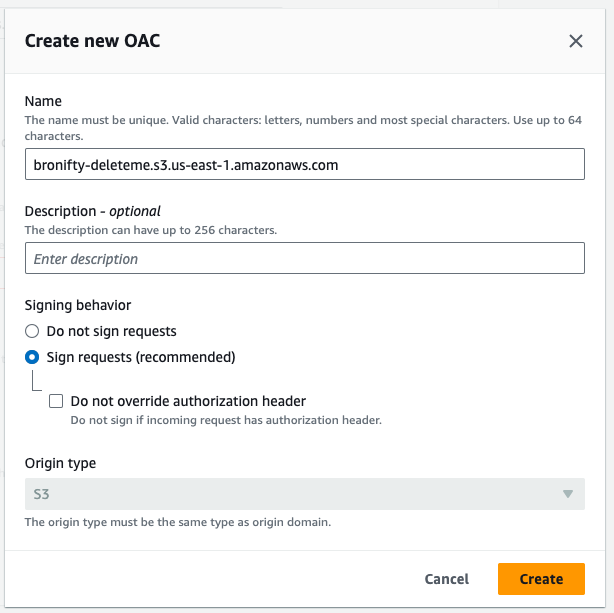 Create new OAC
Name
The name must be unique. Valid characters: letters, numbers and most special characters. Use up to 64
characters.
bronifty-deleteme.s3.us-east-1.amazonaws.com
Description - optional
The description can have up to 256 characters.
Enter description
Signing behavior
Do not sign requests
Sign requests (recommended)
Do not override authorization header
Do not sign if incoming request has authorization header.
Origin type
S3
The origin type must be the same type as origin domain.
Cancel
Create